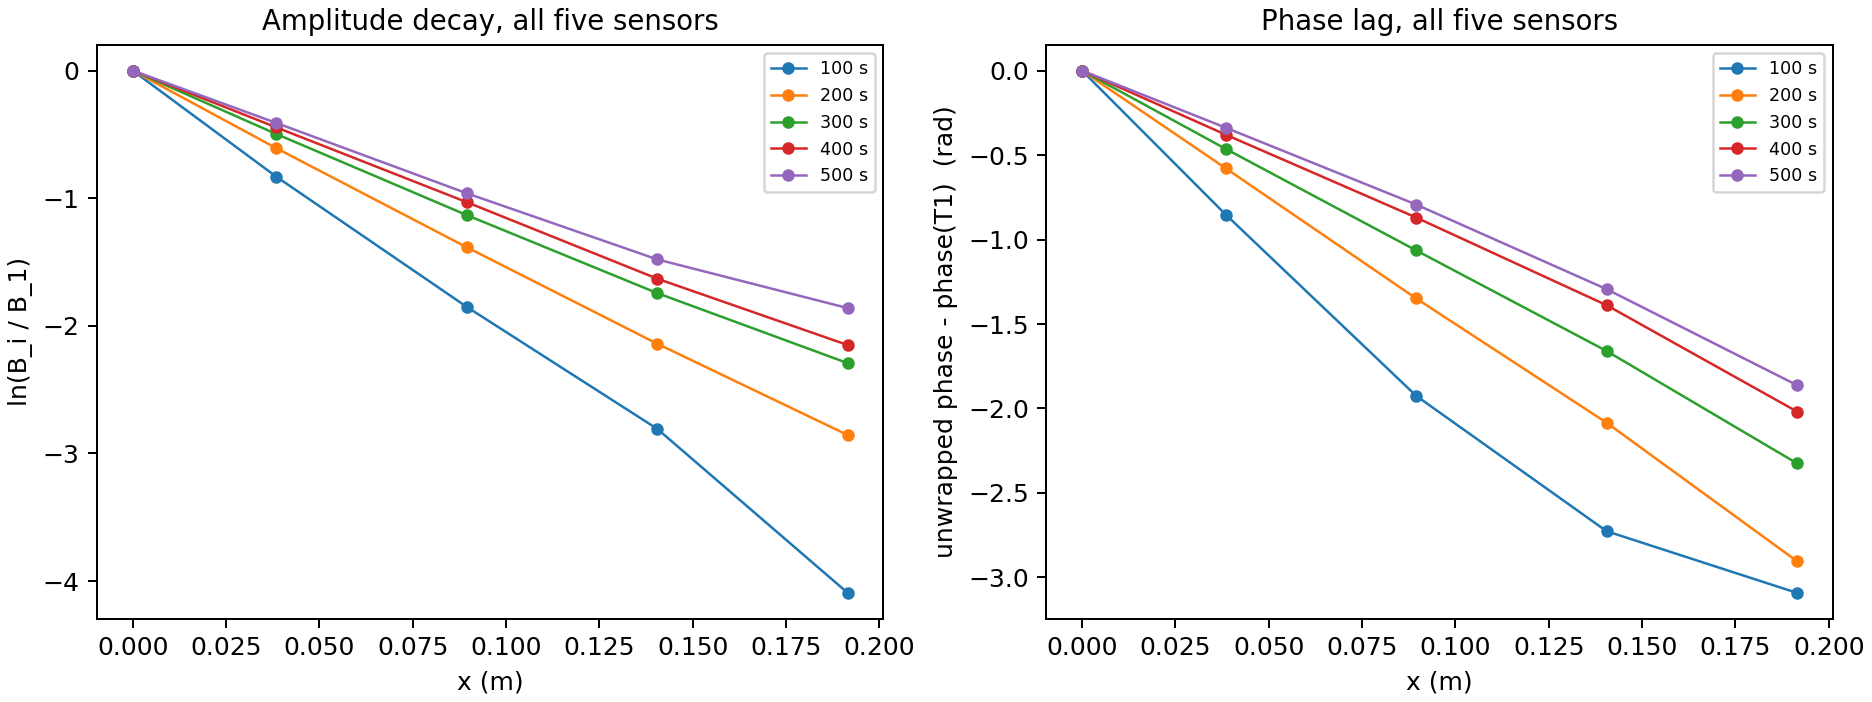 Amplitude decay, all five sensors
ln(B_i / B_1)
0
−1
−2
−3
−4
0.000 0.025 0.050 0.075 0.100 0.125 0.150 0.175 0.200
x (m)
100 s
200 s
300 s
400 s
500 s
Phase lag, all five sensors
unwrapped phase - phase(T1) (rad)
0.0
−0.5
−1.0
−1.5
−2.0
−2.5
−3.0
0.000 0.025 0.050 0.075 0.100 0.125 0.150 0.175 0.200
x (m)
100 s
200 s
300 s
400 s
500 s